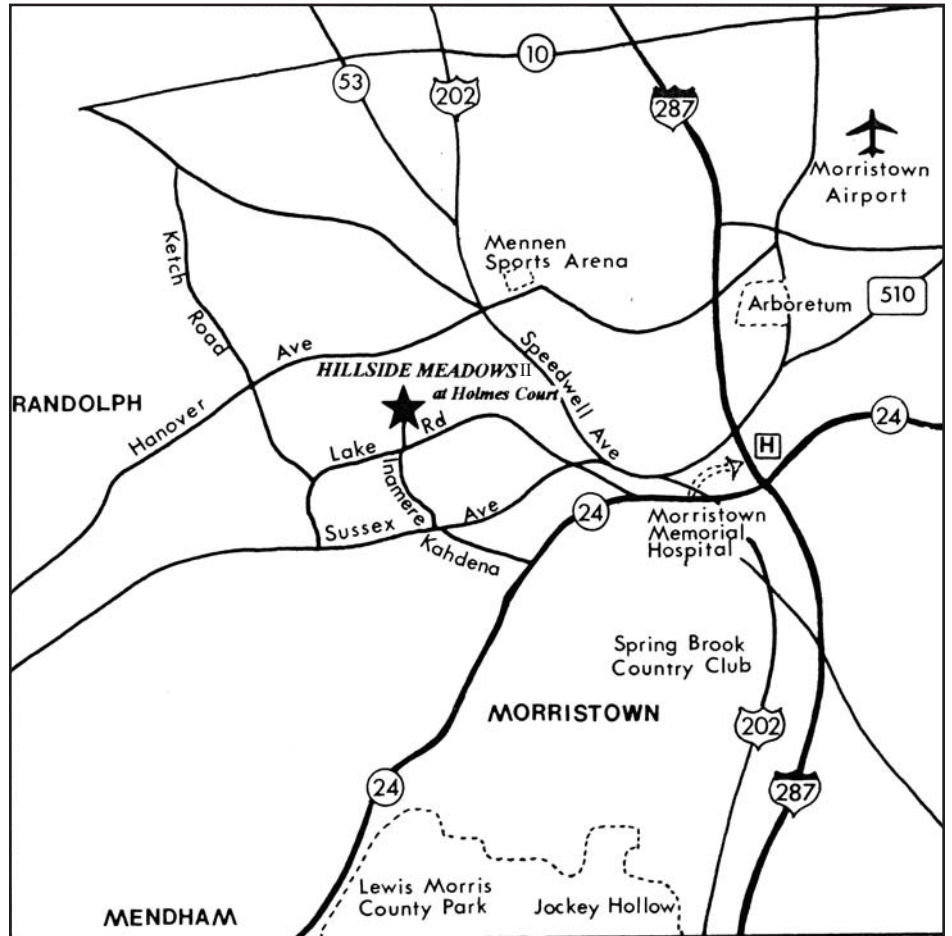 10
53
202
287
Morristown
Airport
Ketch
Road
Mennen
Sports Arena
Arboretum
510
Hanover
Ave
HILLSIDE MEADOWS II
at Holmes Court
Speedwell
Ave
RANDOLPH
Lake
Rd
24
H
Inamere
Sussex
Ave
24
Kahdena
Morristown
Memorial
Hospital
Spring Brook
Country Club
MORRISTOWN
202
24
287
Lewis Morris
County Park
Jockey Hollow
MENDHAM